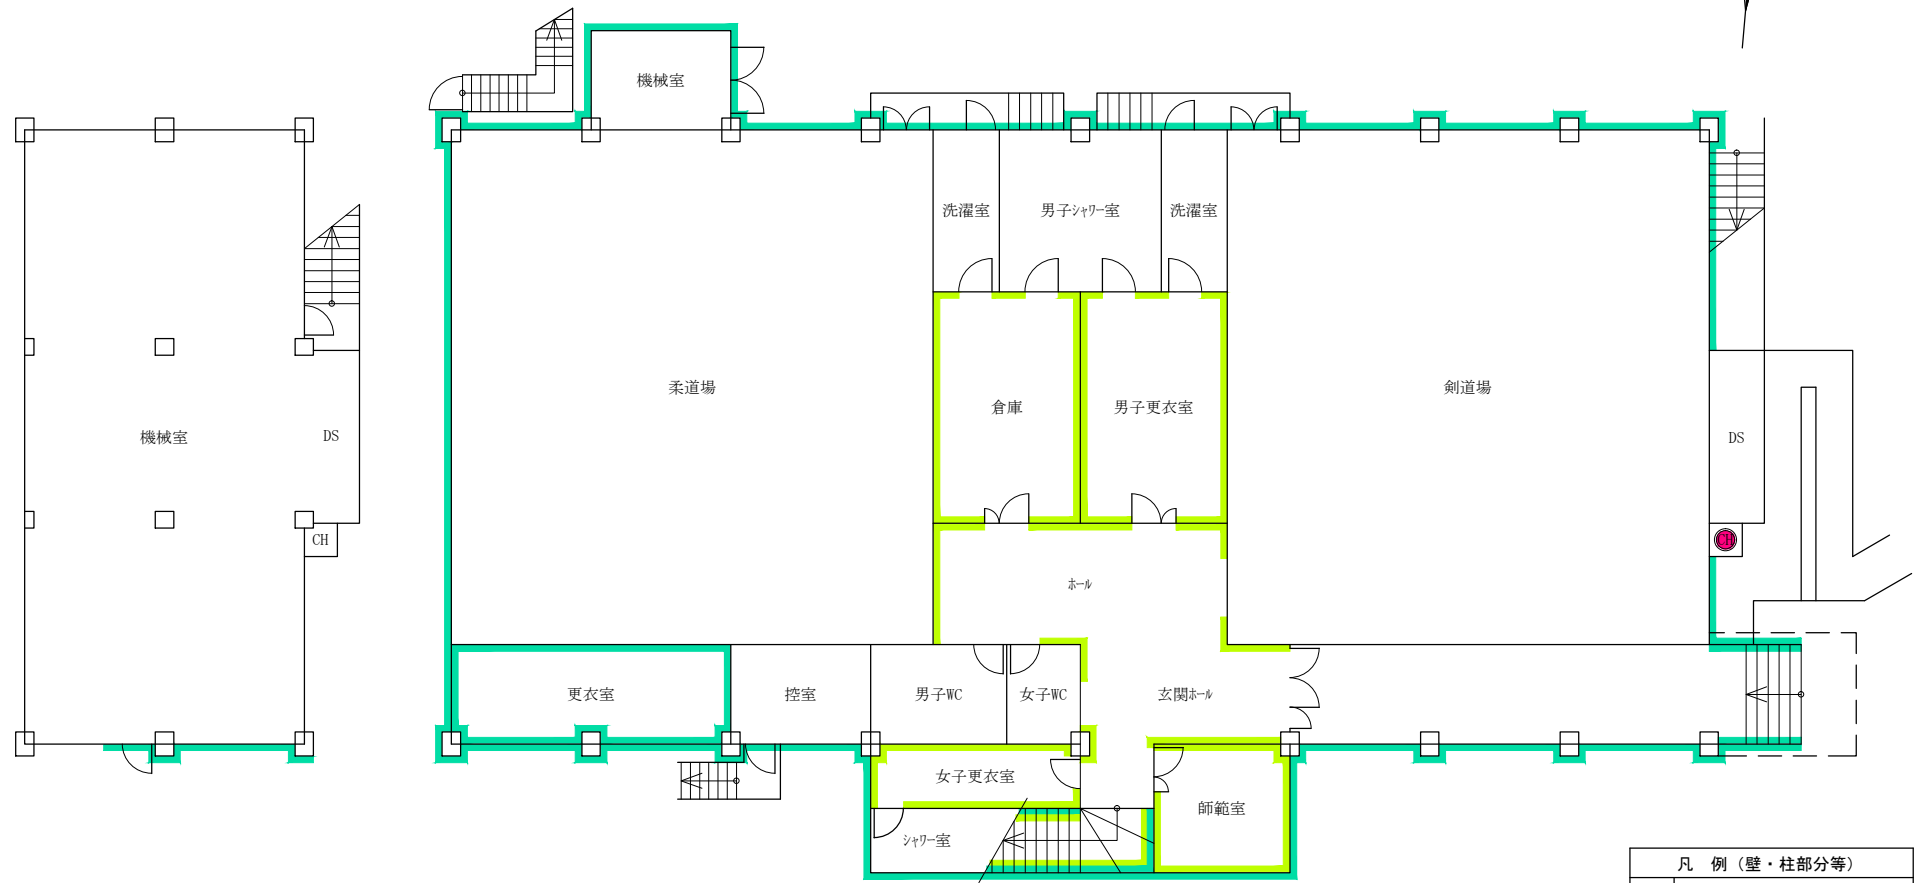 機械室
洗濯室
男子シャワー室
洗濯室
柔道場
剣道場
倉庫
男子更衣室
機械室
DS
DS
CH
CH
ホール
更衣室
控室
男子WC
女子WC
玄関ホール
女子更衣室
師範室
シャワー室
凡 例（壁・柱部分等）